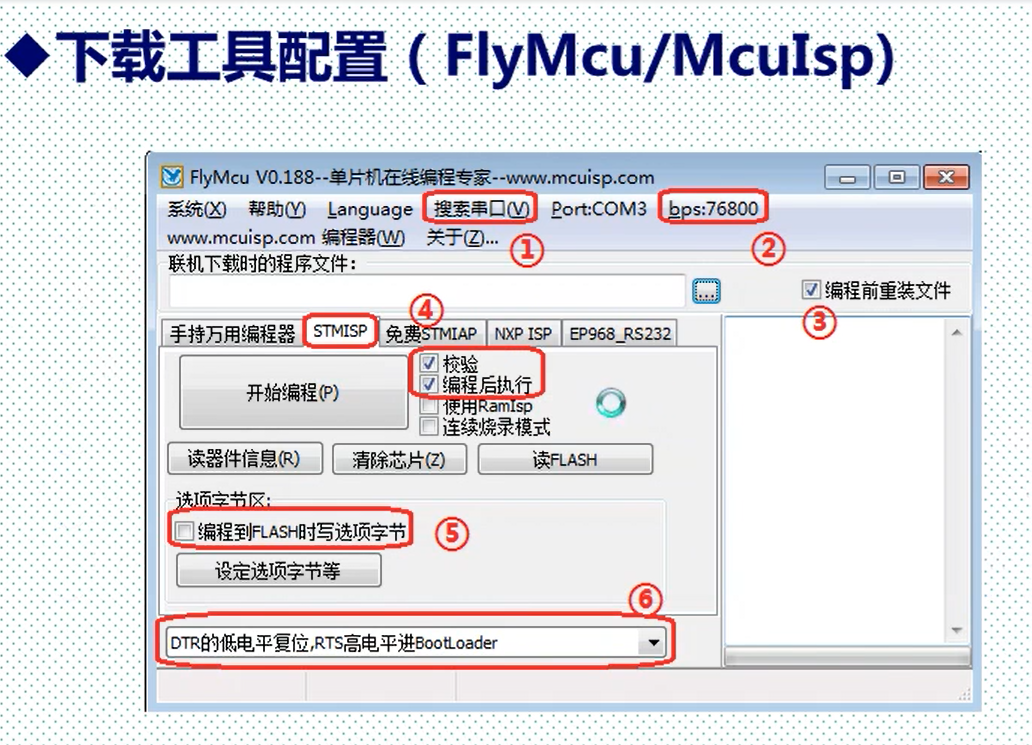 ◆下载工具配置（FlyMcu/McuIsp)
FlyMcu V0.188--单片机在线编程专家--www.mcuisp.com
系统(X) 帮助(Y) Language 搜索串口(V) Port:COM3 bps:76800
① ②
www.mcuisp.com 编程器(W) 关于(Z)...
联机下载时的程序文件：
... 编程前重装文件
④ ③
手持万用编程器 STMISP 免费STMIAP NXP ISP EP968_RS232
开始编程(P)
校验
编程后执行
使用RamIsp
连续烧录模式
读器件信息(R) 清除芯片(Z) 读FLASH
选项字节区：
编程到FLASH时写选项字节 ⑤
设定选项字节等
⑥
DTR的低电平复位,RTS高电平进BootLoader